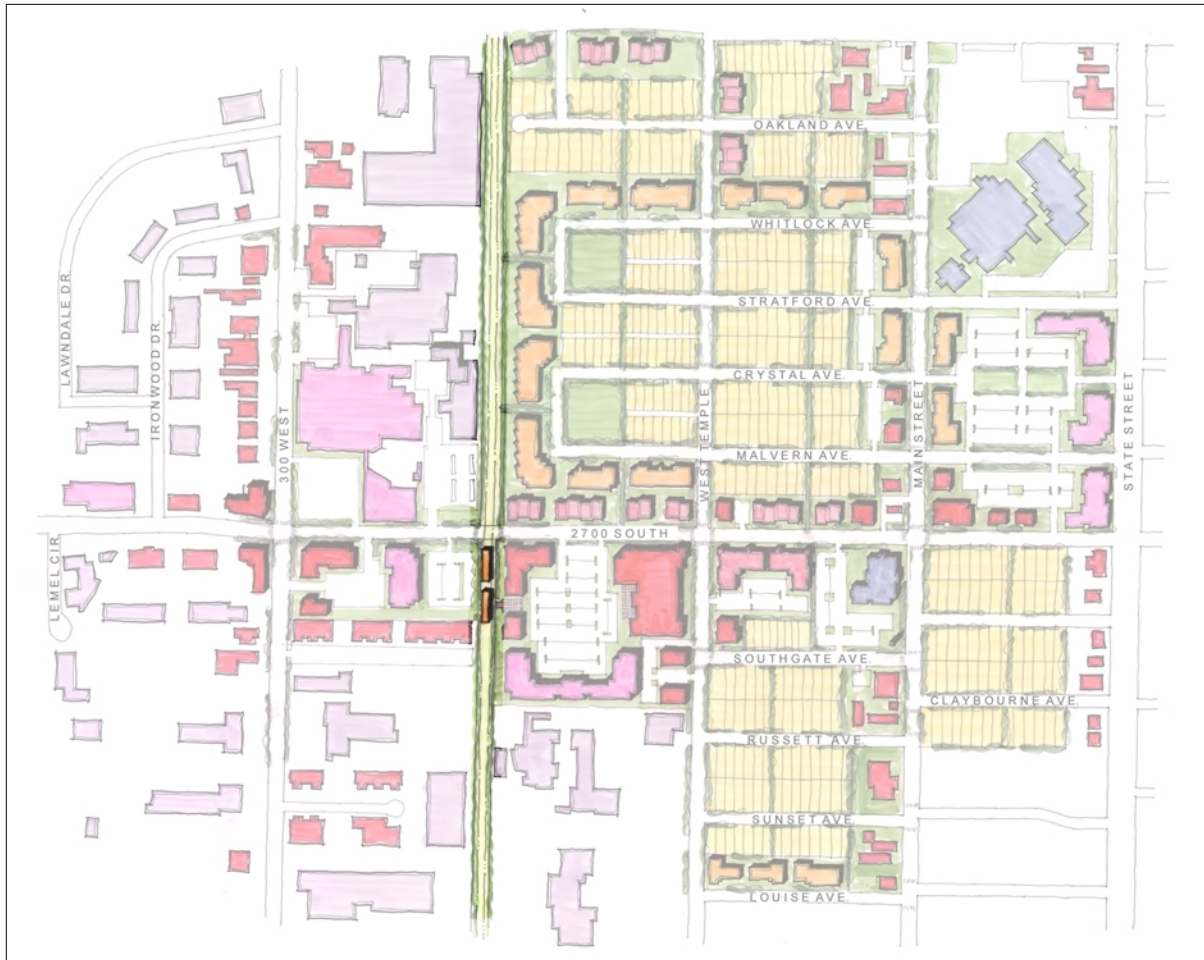 OAKLAND AVE.
WHITLOCK AVE.
STRATFORD AVE.
CRYSTAL AVE.
MALVERN AVE.
LAWNDALE DR.
IRONWOOD DR.
300 WEST
WEST TEMPLE
MAIN STREET
STATE STREET
2700 SOUTH
LEMEL CIR.
SOUTHGATE AVE.
CLAYBOURNE AVE.
RUSSETT AVE.
SUNSET AVE.
LOUISE AVE.